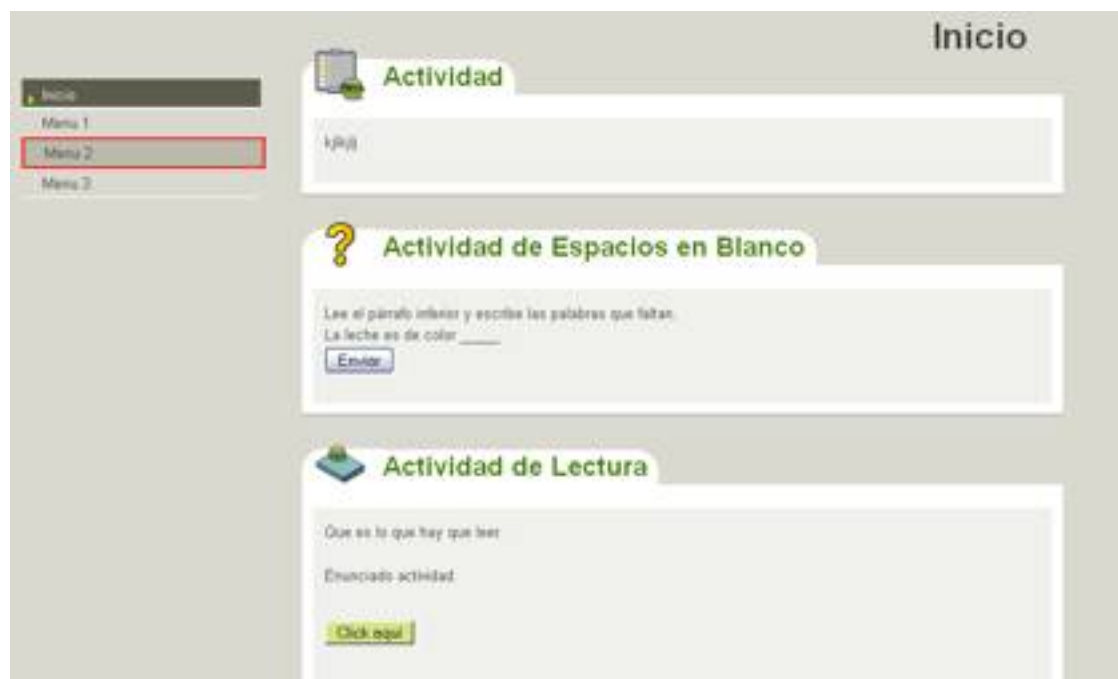 Inicio
Inicio
Menu 1
Menu 2
Menu 3
Actividad
Actividad de Espacios en Blanco
Lee el párrafo inferior y escribe las palabras que faltan.
La leche es de color _____
Enviar
Actividad de Lectura
Que es lo que hay que leer
Enunciado actividad
Click aquí